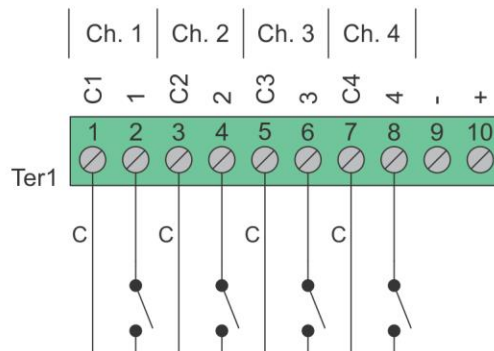 Ch. 1 Ch. 2 Ch. 3 Ch. 4
C1 1 C2 2 C3 3 C4 4 - +
1 2 3 4 5 6 7 8 9 10
Ter1
C C C C